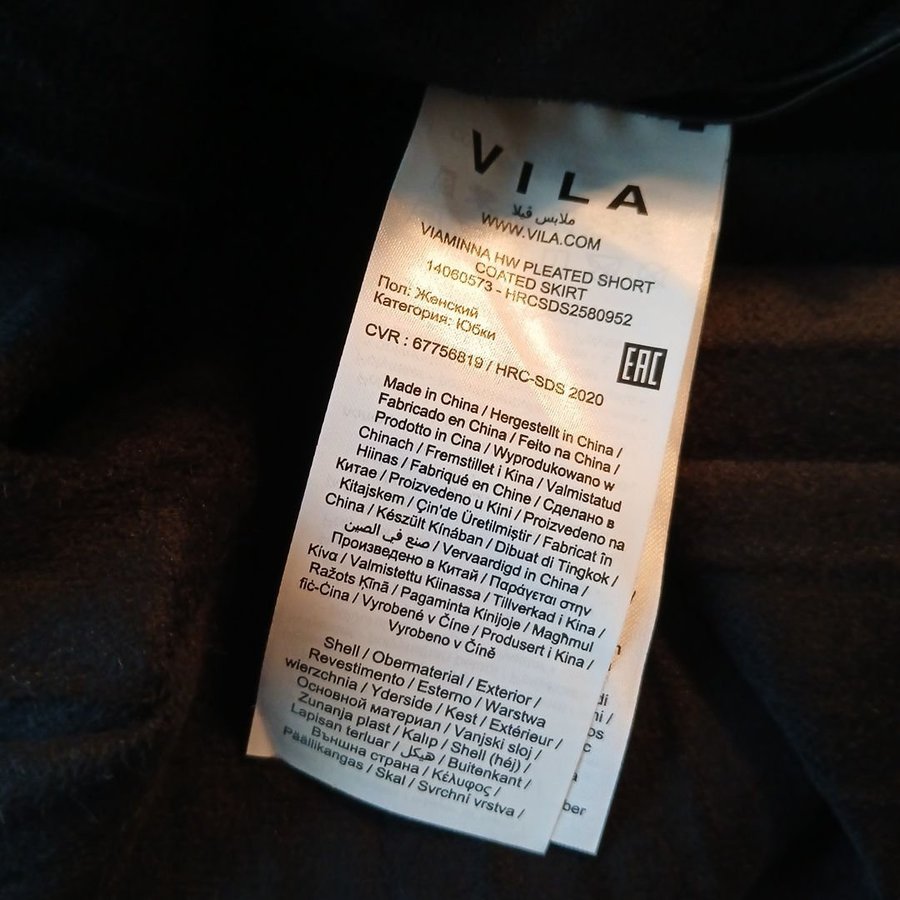 VILA
ملابس ڤيلا
WWW.VILA.COM
VIAMINNA HW PLEATED SHORT
COATED SKIRT
14060573 - HRCSDS2580952
Пол: Женский
Категория: Юбки
CVR : 67756819 / HRC-SDS 2020
EAC
Made in China / Hergestellt in China /
Fabricado en China / Feito na China /
Prodotto in Cina / Wyprodukowano w
Chinach / Fremstillet i Kina / Valmistatud
Hiinas / Fabriqué en Chine / Сделано в
Китае / Proizvedeno u Kini / Proizvedeno na
Kitajskem / Çin'de Üretilmiştir / Fabricat în
China / Készült Kínában / Dibuat di Tingkok /
صنع في الصين / Vervaardigd in China /
Произведено в Китай / Παράγεται στην
Κίνα / Valmistettu Kiinassa / Tillverkad i Kina /
Ražots Ķīnā / Pagaminta Kinijoje / Magħmul
fiċ-Ċina / Vyrobené v Číne / Produsert i Kina /
Vyrobeno v Číně
Shell / Obermaterial / Exterior /
Revestimento / Esterno / Warstwa
wierzchnia / Yderside / Kest / Extérieur /
Основной материал / Vanjski sloj /
Zunanja plast / Kalıp / Shell (héj) /
Lapisan terluar / هيكل / Buitenkant /
Външна страна / Κέλυφος /
Päällikangas / Skal / Svrchní vrstva /